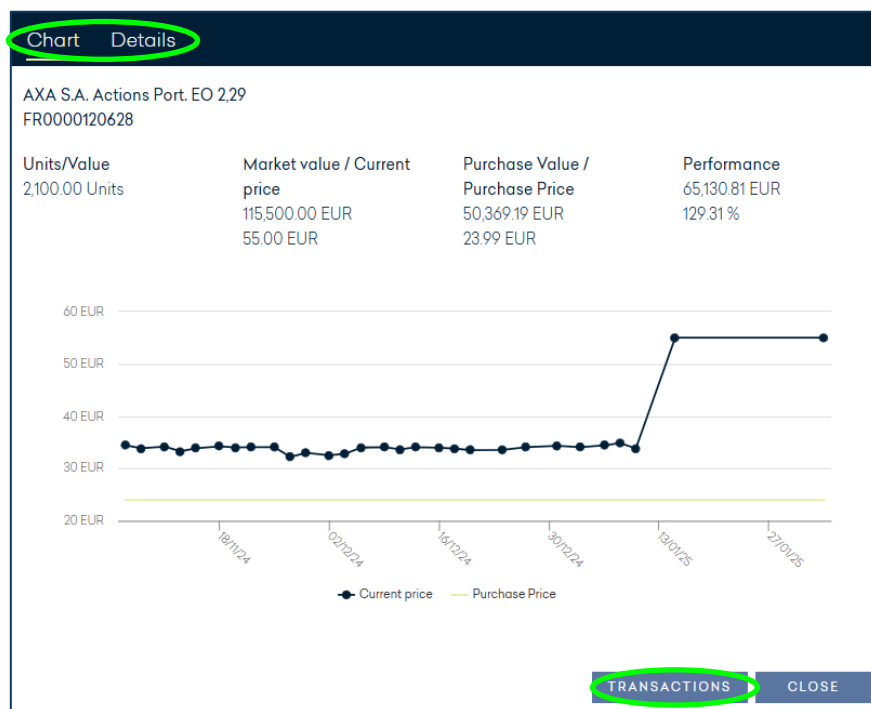 Chart Details
AXA S.A. Actions Port. EO 2,29
FR0000120628
Units/Value
2,100.00 Units
Market value / Current
price
115,500.00 EUR
55.00 EUR
Purchase Value /
Purchase Price
50,369.19 EUR
23.99 EUR
Performance
65,130.81 EUR
129.31 %
60 EUR
50 EUR
40 EUR
30 EUR
20 EUR
18/11/24
02/12/24
16/12/24
30/12/24
13/01/25
27/01/25
Current price Purchase Price
TRANSACTIONS CLOSE